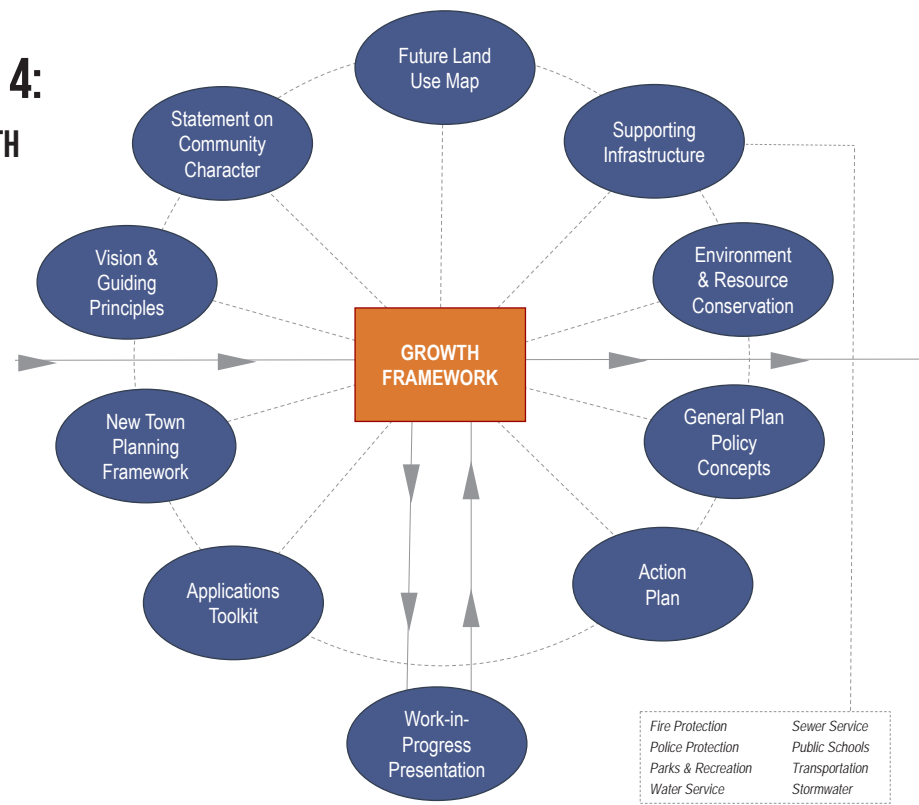 4:
TH
Future Land
Use Map
Statement on
Community
Character
Supporting
Infrastructure
Vision &
Guiding
Principles
Environment
& Resource
Conservation
GROWTH
FRAMEWORK
New Town
Planning
Framework
General Plan
Policy
Concepts
Applications
Toolkit
Action
Plan
Work-in-
Progress
Presentation
Fire Protection
Police Protection
Parks & Recreation
Water Service
Sewer Service
Public Schools
Transportation
Stormwater